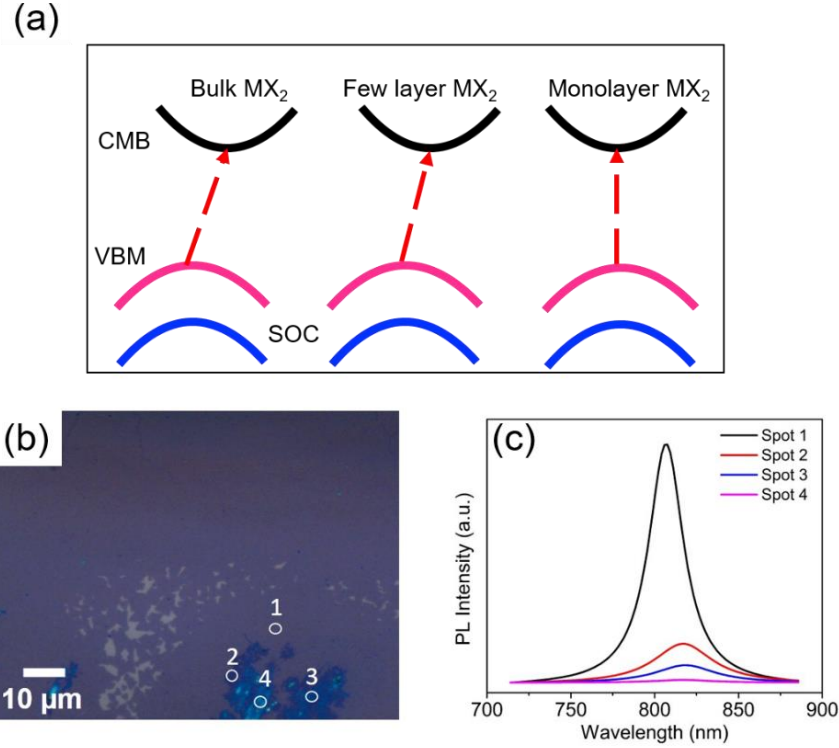 (a)
Bulk MX₂ Few layer MX₂ Monolayer MX₂
CMB
VBM
SOC
(b)
1
2
4
3
10 µm
(c)
Spot 1
Spot 2
Spot 3
Spot 4
PL Intensity (a.u.)
700 750 800 850 900
Wavelength (nm)